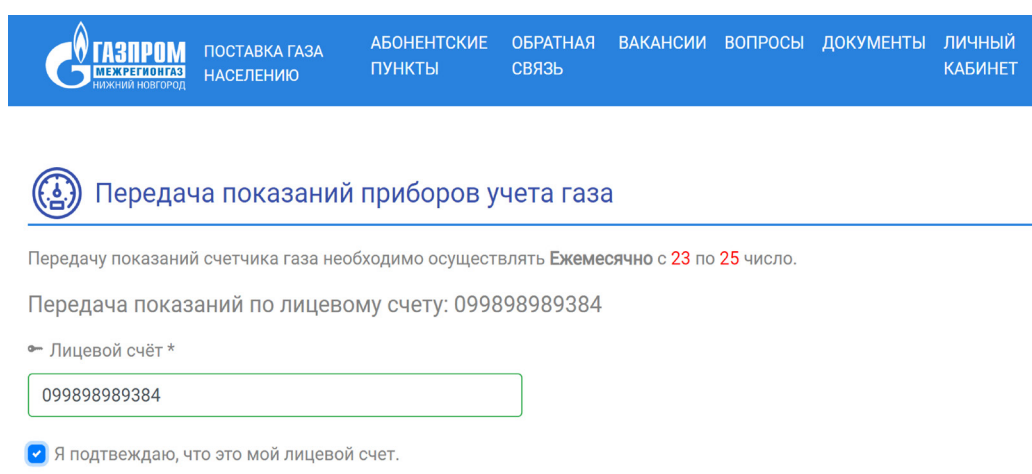 ГАЗПРОМ
МЕЖРЕГИОНГАЗ
НИЖНИЙ НОВГОРОД
ПОСТАВКА ГАЗА
НАСЕЛЕНИЮ
АБОНЕНТСКИЕ
ПУНКТЫ
ОБРАТНАЯ
СВЯЗЬ
ВАКАНСИИ
ВОПРОСЫ
ДОКУМЕНТЫ
ЛИЧНЫЙ
КАБИНЕТ
Передача показаний приборов учета газа
Передачу показаний счетчика газа необходимо осуществлять Ежемесячно с 23 по 25 число.
Передача показаний по лицевому счету: 099898989384
Лицевой счёт *
099898989384
Я подтвеждаю, что это мой лицевой счет.